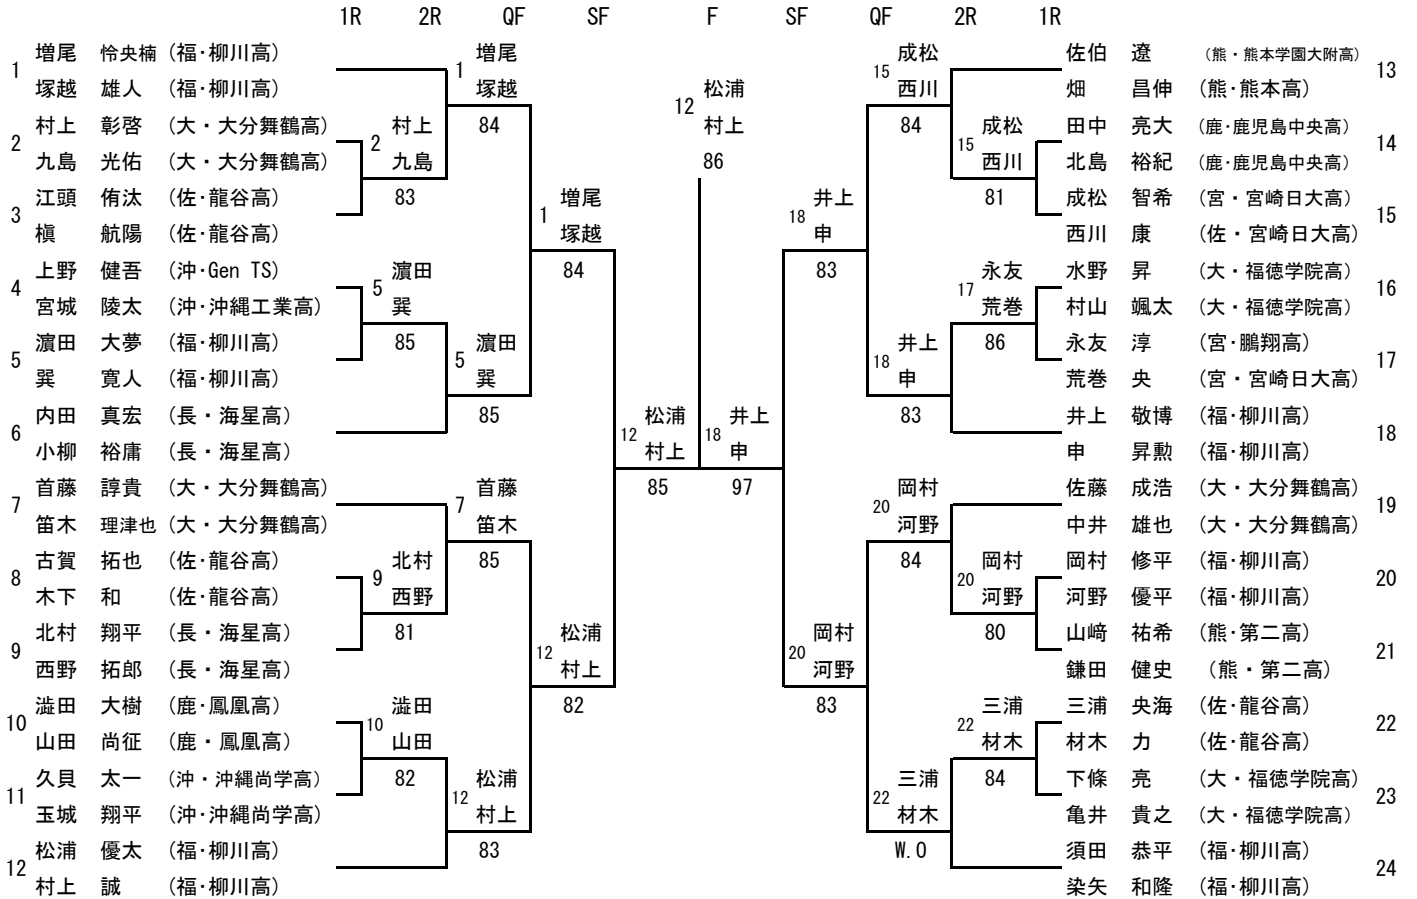 1R 2R QF SF F SF QF 2R 1R
1 増尾 怜央楠 (福･柳川高)
塚越 雄人 (福･柳川高)
2 村上 彰啓 (大・大分舞鶴高)
九島 光佑 (大・大分舞鶴高)
3 江頭 侑汰 (佐･龍谷高)
槇 航陽 (佐･龍谷高)
4 上野 健吾 (沖･Gen TS)
宮城 陵太 (沖･沖縄工業高)
5 濵田 大夢 (福･柳川高)
巽 寛人 (福･柳川高)
6 内田 真宏 (長・海星高)
小柳 裕庸 (長・海星高)
7 首藤 諄貴 (大・大分舞鶴高)
笛木 理津也 (大・大分舞鶴高)
8 古賀 拓也 (佐･龍谷高)
木下 和 (佐･龍谷高)
9 北村 翔平 (長・海星高)
西野 拓郎 (長・海星高)
10 澁田 大樹 (鹿･鳳凰高)
山田 尚征 (鹿・鳳凰高)
11 久貝 太一 (沖・沖縄尚学高)
玉城 翔平 (沖･沖縄尚学高)
12 松浦 優太 (福･柳川高)
村上 誠 (福･柳川高)
2 村上
九島
83
5 濵田
巽
85
9 北村
西野
81
10 澁田
山田
82
1 増尾
塚越
84
5 濵田
巽
85
7 首藤
笛木
85
12 松浦
村上
83
1 増尾
塚越
84
12 松浦
村上
82
12 松浦
村上
85
12 松浦
村上
86
18 井上
申
97
18 井上
申
83
20 岡村
河野
83
15 成松
西川
84
18 井上
申
83
20 岡村
河野
84
22 三浦
材木
W.O
15 成松
西川
81
17 永友
荒巻
86
20 岡村
河野
80
22 三浦
材木
84
佐伯 遼 (熊・熊本学園大附高) 13
畑 昌伸 (熊･熊本高)
田中 亮大 (鹿･鹿児島中央高) 14
北島 裕紀 (鹿･鹿児島中央高)
成松 智希 (宮・宮崎日大高) 15
西川 康 (佐・宮崎日大高)
水野 昇 (大・福徳学院高) 16
村山 颯太 (大・福徳学院高)
永友 淳 (宮･鵬翔高) 17
荒巻 央 (宮・宮崎日大高)
井上 敬博 (福･柳川高) 18
申 昇勲 (福･柳川高)
佐藤 成浩 (大・大分舞鶴高) 19
中井 雄也 (大・大分舞鶴高)
岡村 修平 (福･柳川高) 20
河野 優平 (福･柳川高)
山﨑 祐希 (熊･第二高) 21
鎌田 健史 (熊・第二高)
三浦 央海 (佐･龍谷高) 22
材木 力 (佐･龍谷高)
下條 亮 (大・福徳学院高) 23
亀井 貴之 (大・福徳学院高)
須田 恭平 (福･柳川高) 24
染矢 和隆 (福･柳川高)